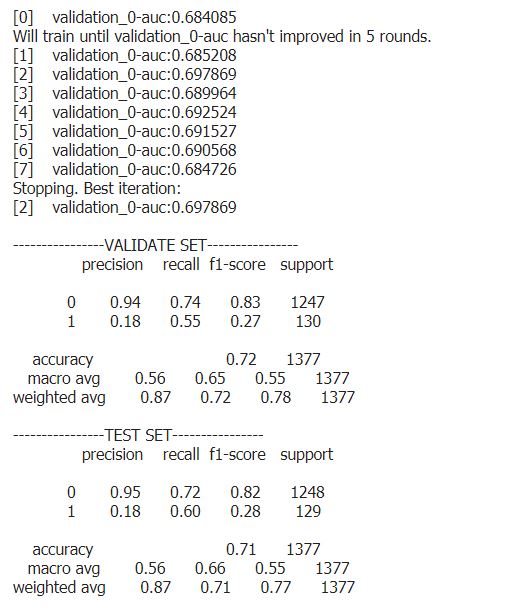 [0] validation_0-auc:0.684085
Will train until validation_0-auc hasn't improved in 5 rounds.
[1] validation_0-auc:0.685208
[2] validation_0-auc:0.697869
[3] validation_0-auc:0.689964
[4] validation_0-auc:0.692524
[5] validation_0-auc:0.691527
[6] validation_0-auc:0.690568
[7] validation_0-auc:0.684726
Stopping. Best iteration:
[2] validation_0-auc:0.697869
----------------VALIDATE SET----------------
precision recall f1-score support
0 0.94 0.74 0.83 1247
1 0.18 0.55 0.27 130
accuracy 0.72 1377
macro avg 0.56 0.65 0.55 1377
weighted avg 0.87 0.72 0.78 1377
----------------TEST SET----------------
precision recall f1-score support
0 0.95 0.72 0.82 1248
1 0.18 0.60 0.28 129
accuracy 0.71 1377
macro avg 0.56 0.66 0.55 1377
weighted avg 0.87 0.71 0.77 1377